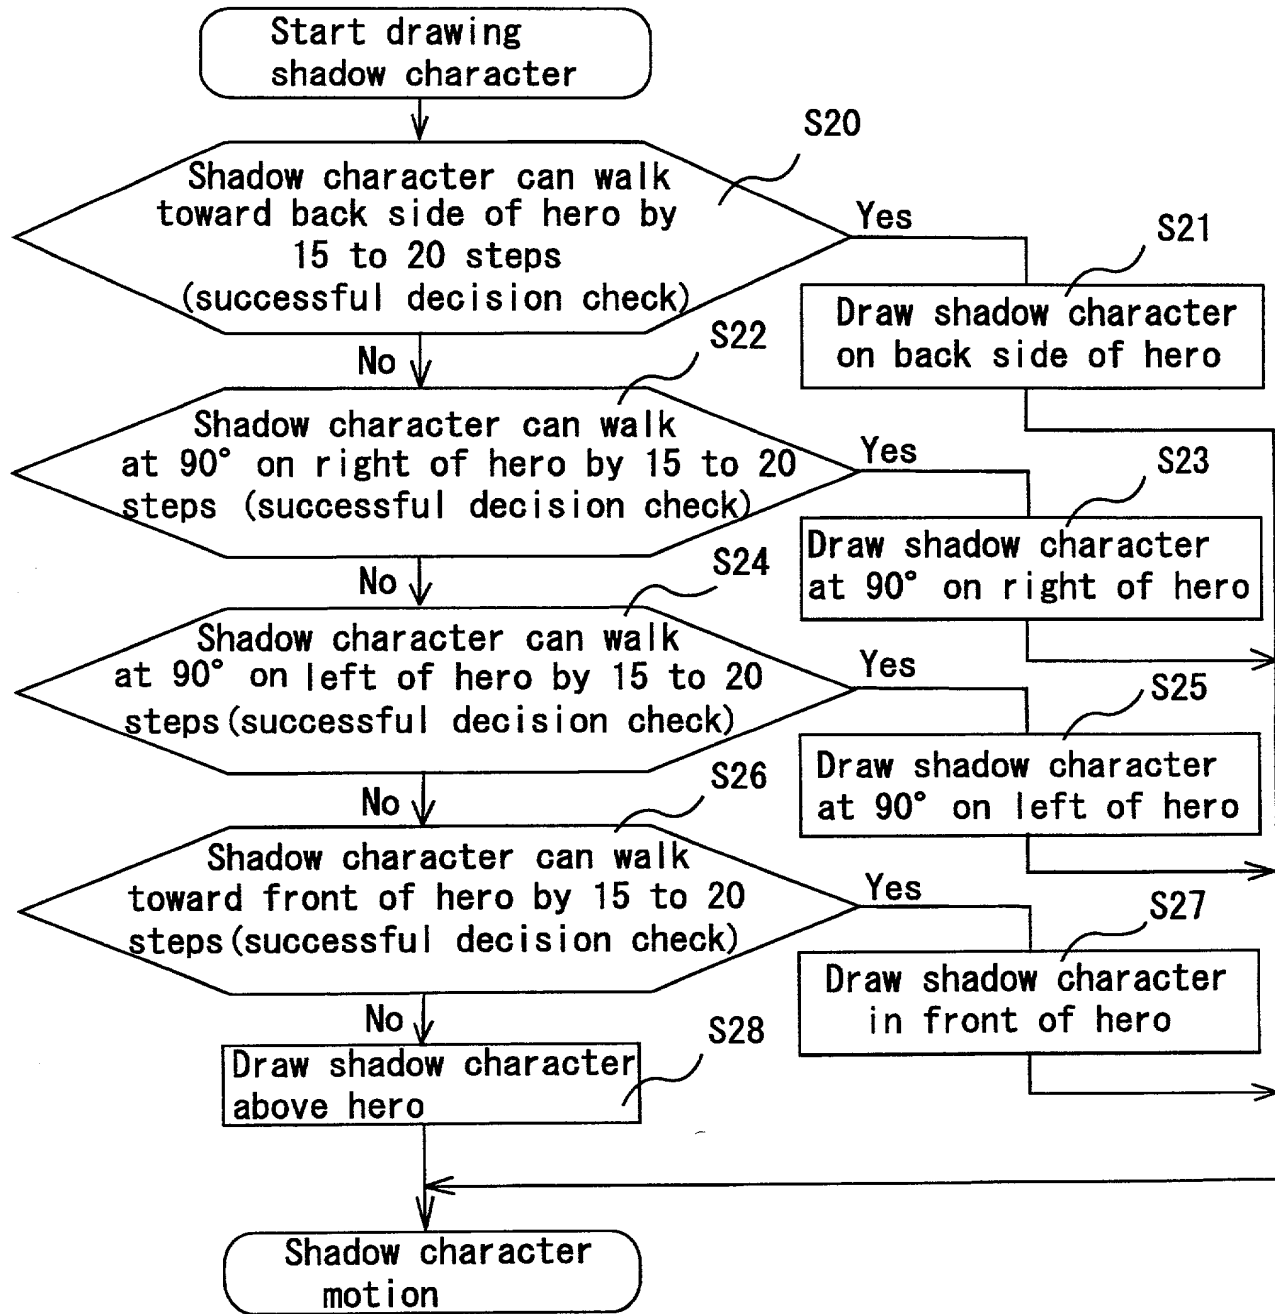 Start drawing
shadow character
S20
Shadow character can walk
toward back side of hero by
15 to 20 steps
(successful decision check)
Yes
S21
Draw shadow character
on back side of hero
No
S22
Shadow character can walk
at 90° on right of hero by 15 to 20
steps (successful decision check)
Yes
S23
Draw shadow character
at 90° on right of hero
No
S24
Shadow character can walk
at 90° on left of hero by 15 to 20
steps(successful decision check)
Yes
S25
Draw shadow character
at 90° on left of hero
No
S26
Shadow character can walk
toward front of hero by 15 to 20
steps(successful decision check)
Yes
S27
Draw shadow character
in front of hero
No
S28
Draw shadow character
above hero
Shadow character
motion